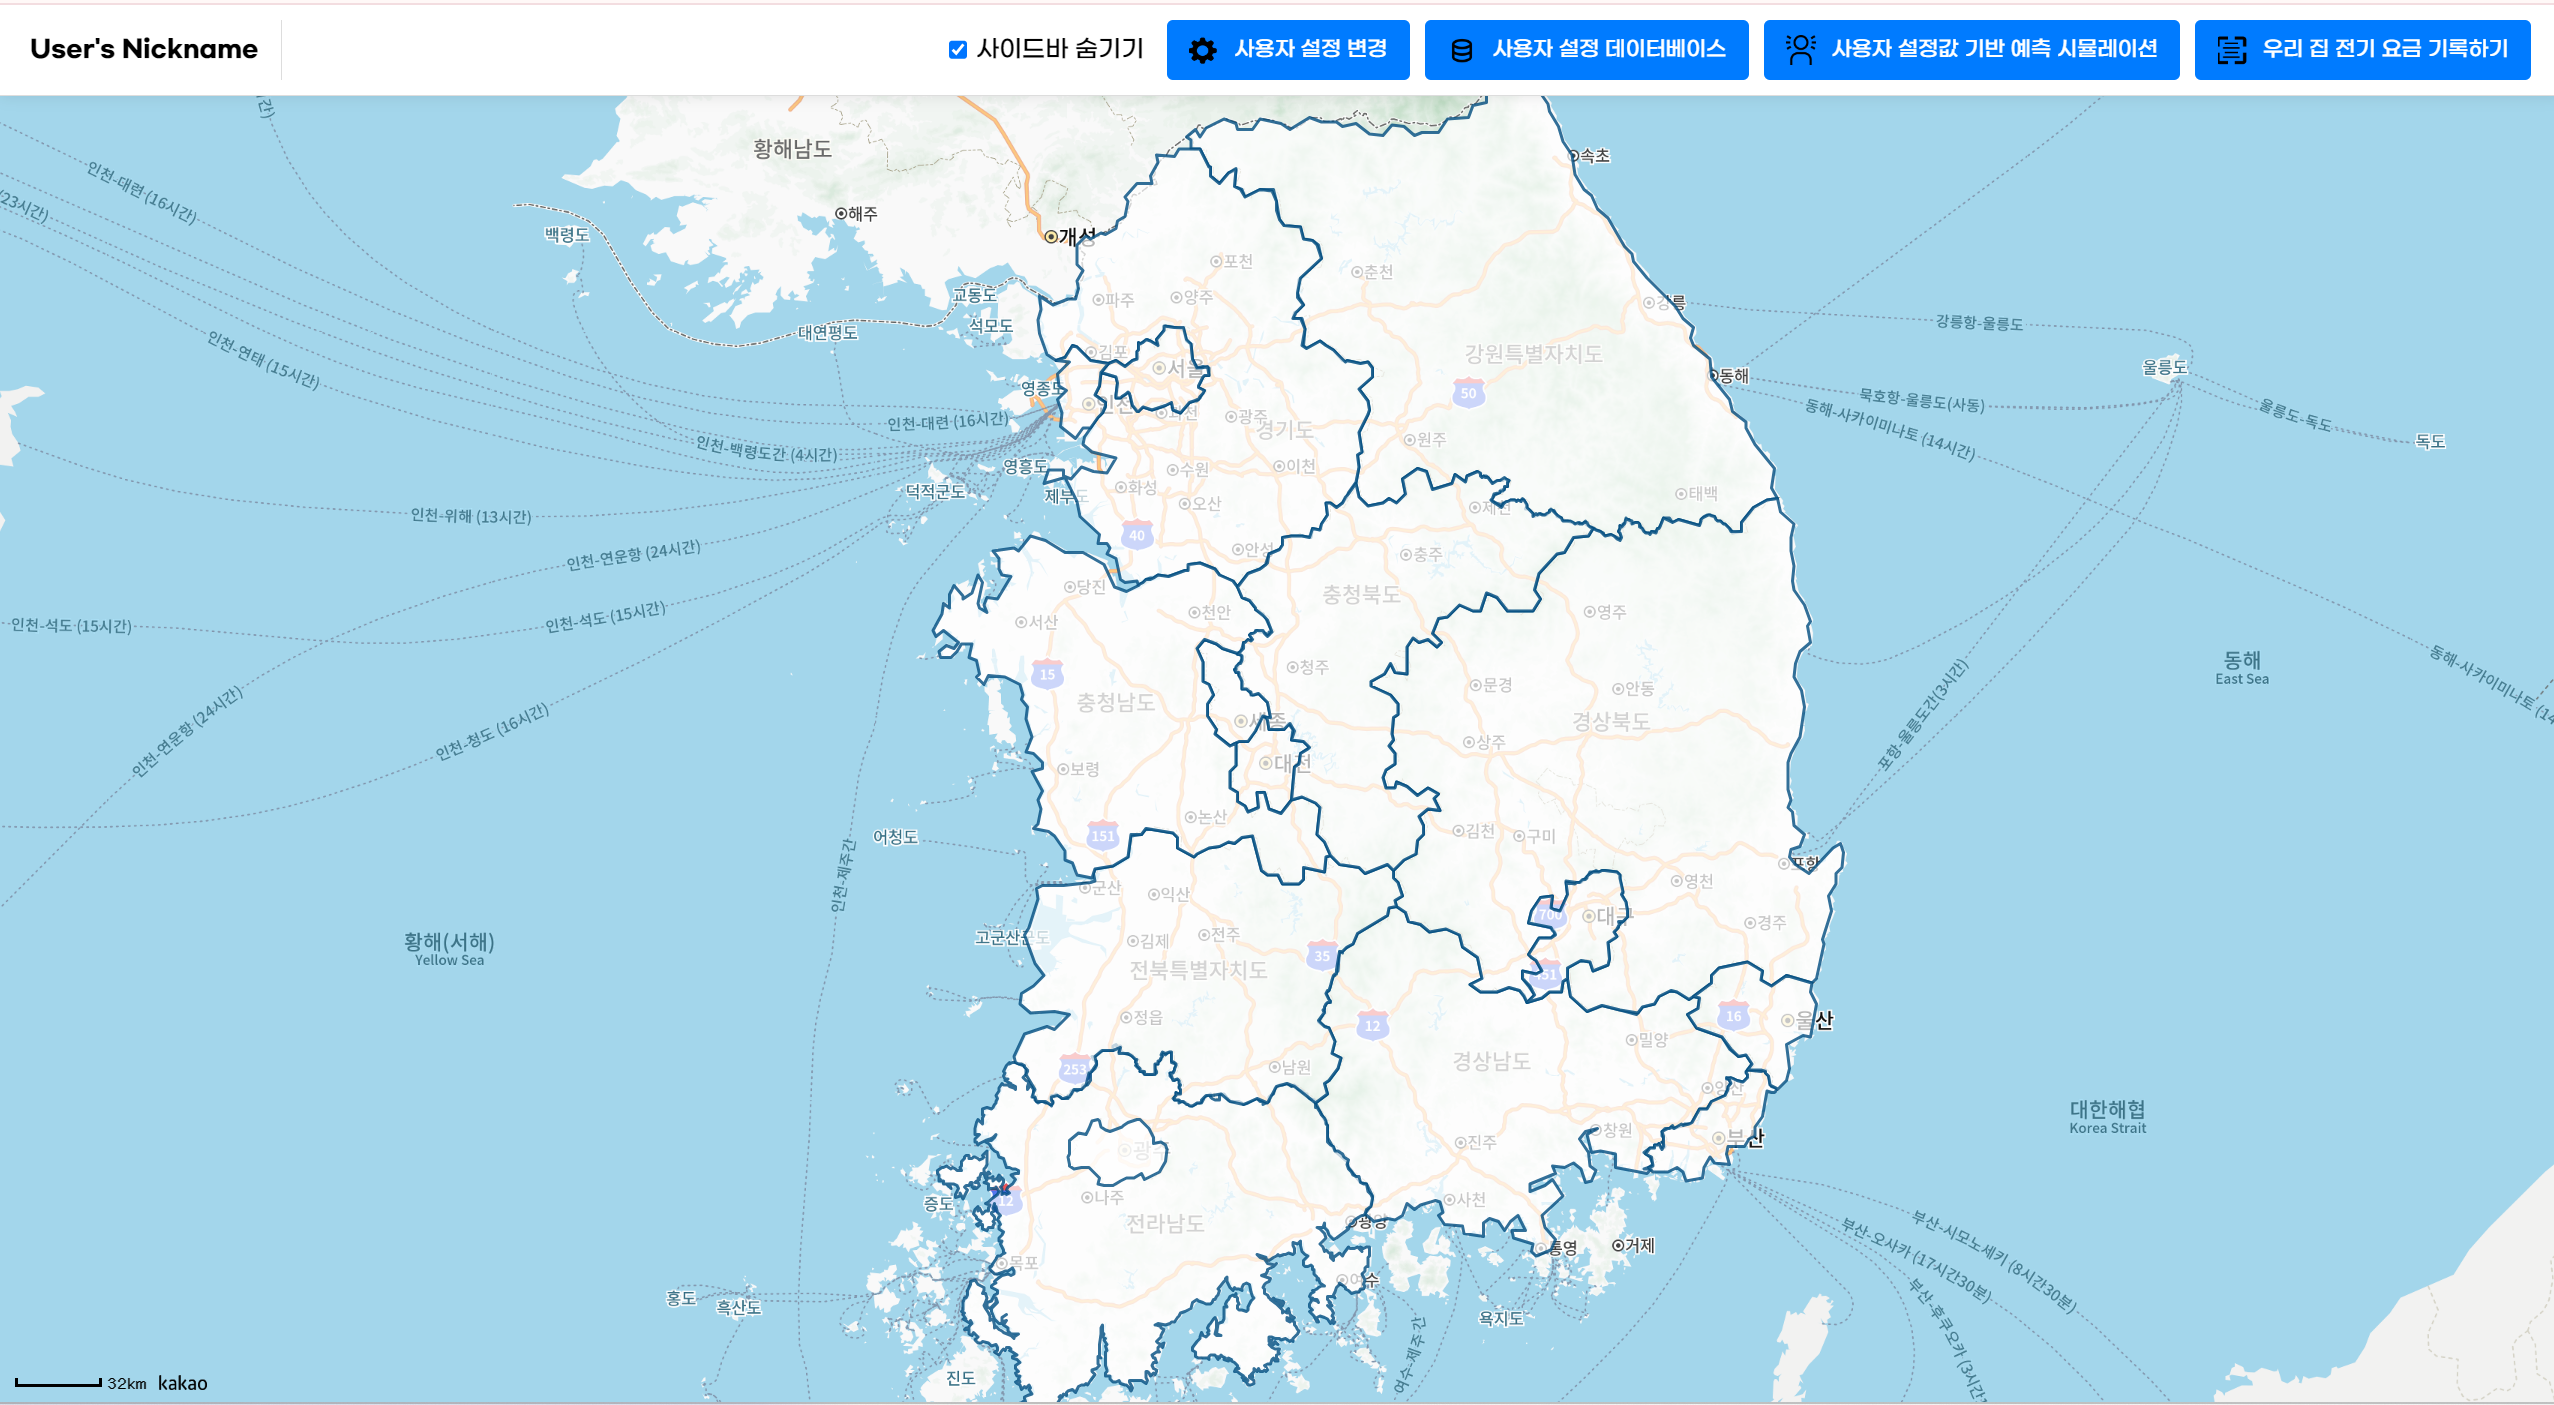 User's Nickname
사이드바 숨기기
사용자 설정 변경
사용자 설정 데이터베이스
사용자 설정값 기반 예측 시뮬레이션
우리 집 전기 요금 기록하기
황해남도
속초
인천-대련 (16시간)
(23시간)
해주
백령도
개성
포천
춘천
교동도
파주
양주
강릉
석모도
강릉항-울릉도
대연평도
인천-연태 (15시간)
김포
서울
강원특별자치도
동해
울릉도
영종도
50
묵호항-울릉도(사동)
동해-사카이미나토 (14시간)
울릉도-독도
독도
인천
과천
광주
경기도
인천-대련 (16시간)
인천-백령도간 (4시간)
원주
영흥도
수원
이천
덕적군도
제부도
화성
오산
태백
제천
인천-위해 (13시간)
40
인천-연운항 (24시간)
안성
충주
당진
충청북도
천안
영주
인천-석도 (15시간)
인천-석도 (15시간)
서산
동해
East Sea
동해-사카이미나토 (14
15
청주
문경
안동
충청남도
세종
경상북도
인천-연운항 (24시간)
인천-청도 (16시간)
상주
포항-울릉도간(3시간)
보령
대전
논산
어청도
151
김천
구미
인천-제주간
포항
군산
익산
영천
700
대구
경주
황해(서해)
Yellow Sea
고군산군도
김제
전주
35
전북특별자치도
451
정읍
12
16
울산
밀양
253
남원
경상남도
양산
대한해협
Korea Strait
창원
부산
진주
광주
나주
12
증도
사천
전라남도
광양
부산-시모노세키 (8시간30분)
부산-오사카 (17시간30분)
통영
거제
목포
여수
홍도
흑산도
욕지도
부산-후쿠오카 (3시간
여수-제주간
진도
32km
kakao